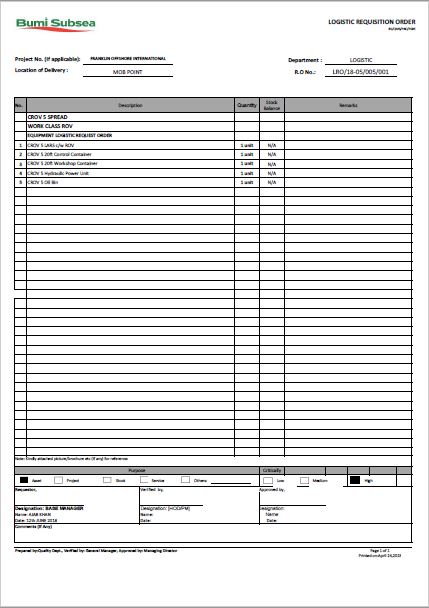 Bumi Subsea
LOGISTIC REQUISITION ORDER
Project No. (if applicable): FRANKLIN OFFSHORE INTERNATIONAL
Department : LOGISTIC
Location of Delivery : MOB POINT
R.O No.: LRO/18-05/005/001
No. Description Quantity Stock Balance Remarks
CROV 5 SPREAD
WORK CLASS ROV
EQUIPMENT LOGISTIC REQUEST ORDER
1 CROV 5 LARS c/w ROV 1 unit N/A
2 CROV 5 20ft Control Container 1 unit N/A
3 CROV 5 20ft Workshop Container 1 unit N/A
4 CROV 5 Hydraulic Power Unit 1 unit N/A
5 CROV 5 Oil Bin 1 unit N/A
Note: Kindly attached picture/brochure etc (if any) for reference
Purpose Critically
Asset Project Stock Service Others Low Medium High
Requestor, Verified by, Approved by,
Designation: BASE MANAGER Designation: [HOD/PM] Designation:
Name: AJAB KHAN Name: Name
Date: 12th JUNE 2018 Date: Date:
Comments (if Any)
Prepared by: Quality Dept., Verified by: General Manager, Approved by: Managing Director
Page 1 of 1
Printed on April 24, 2018